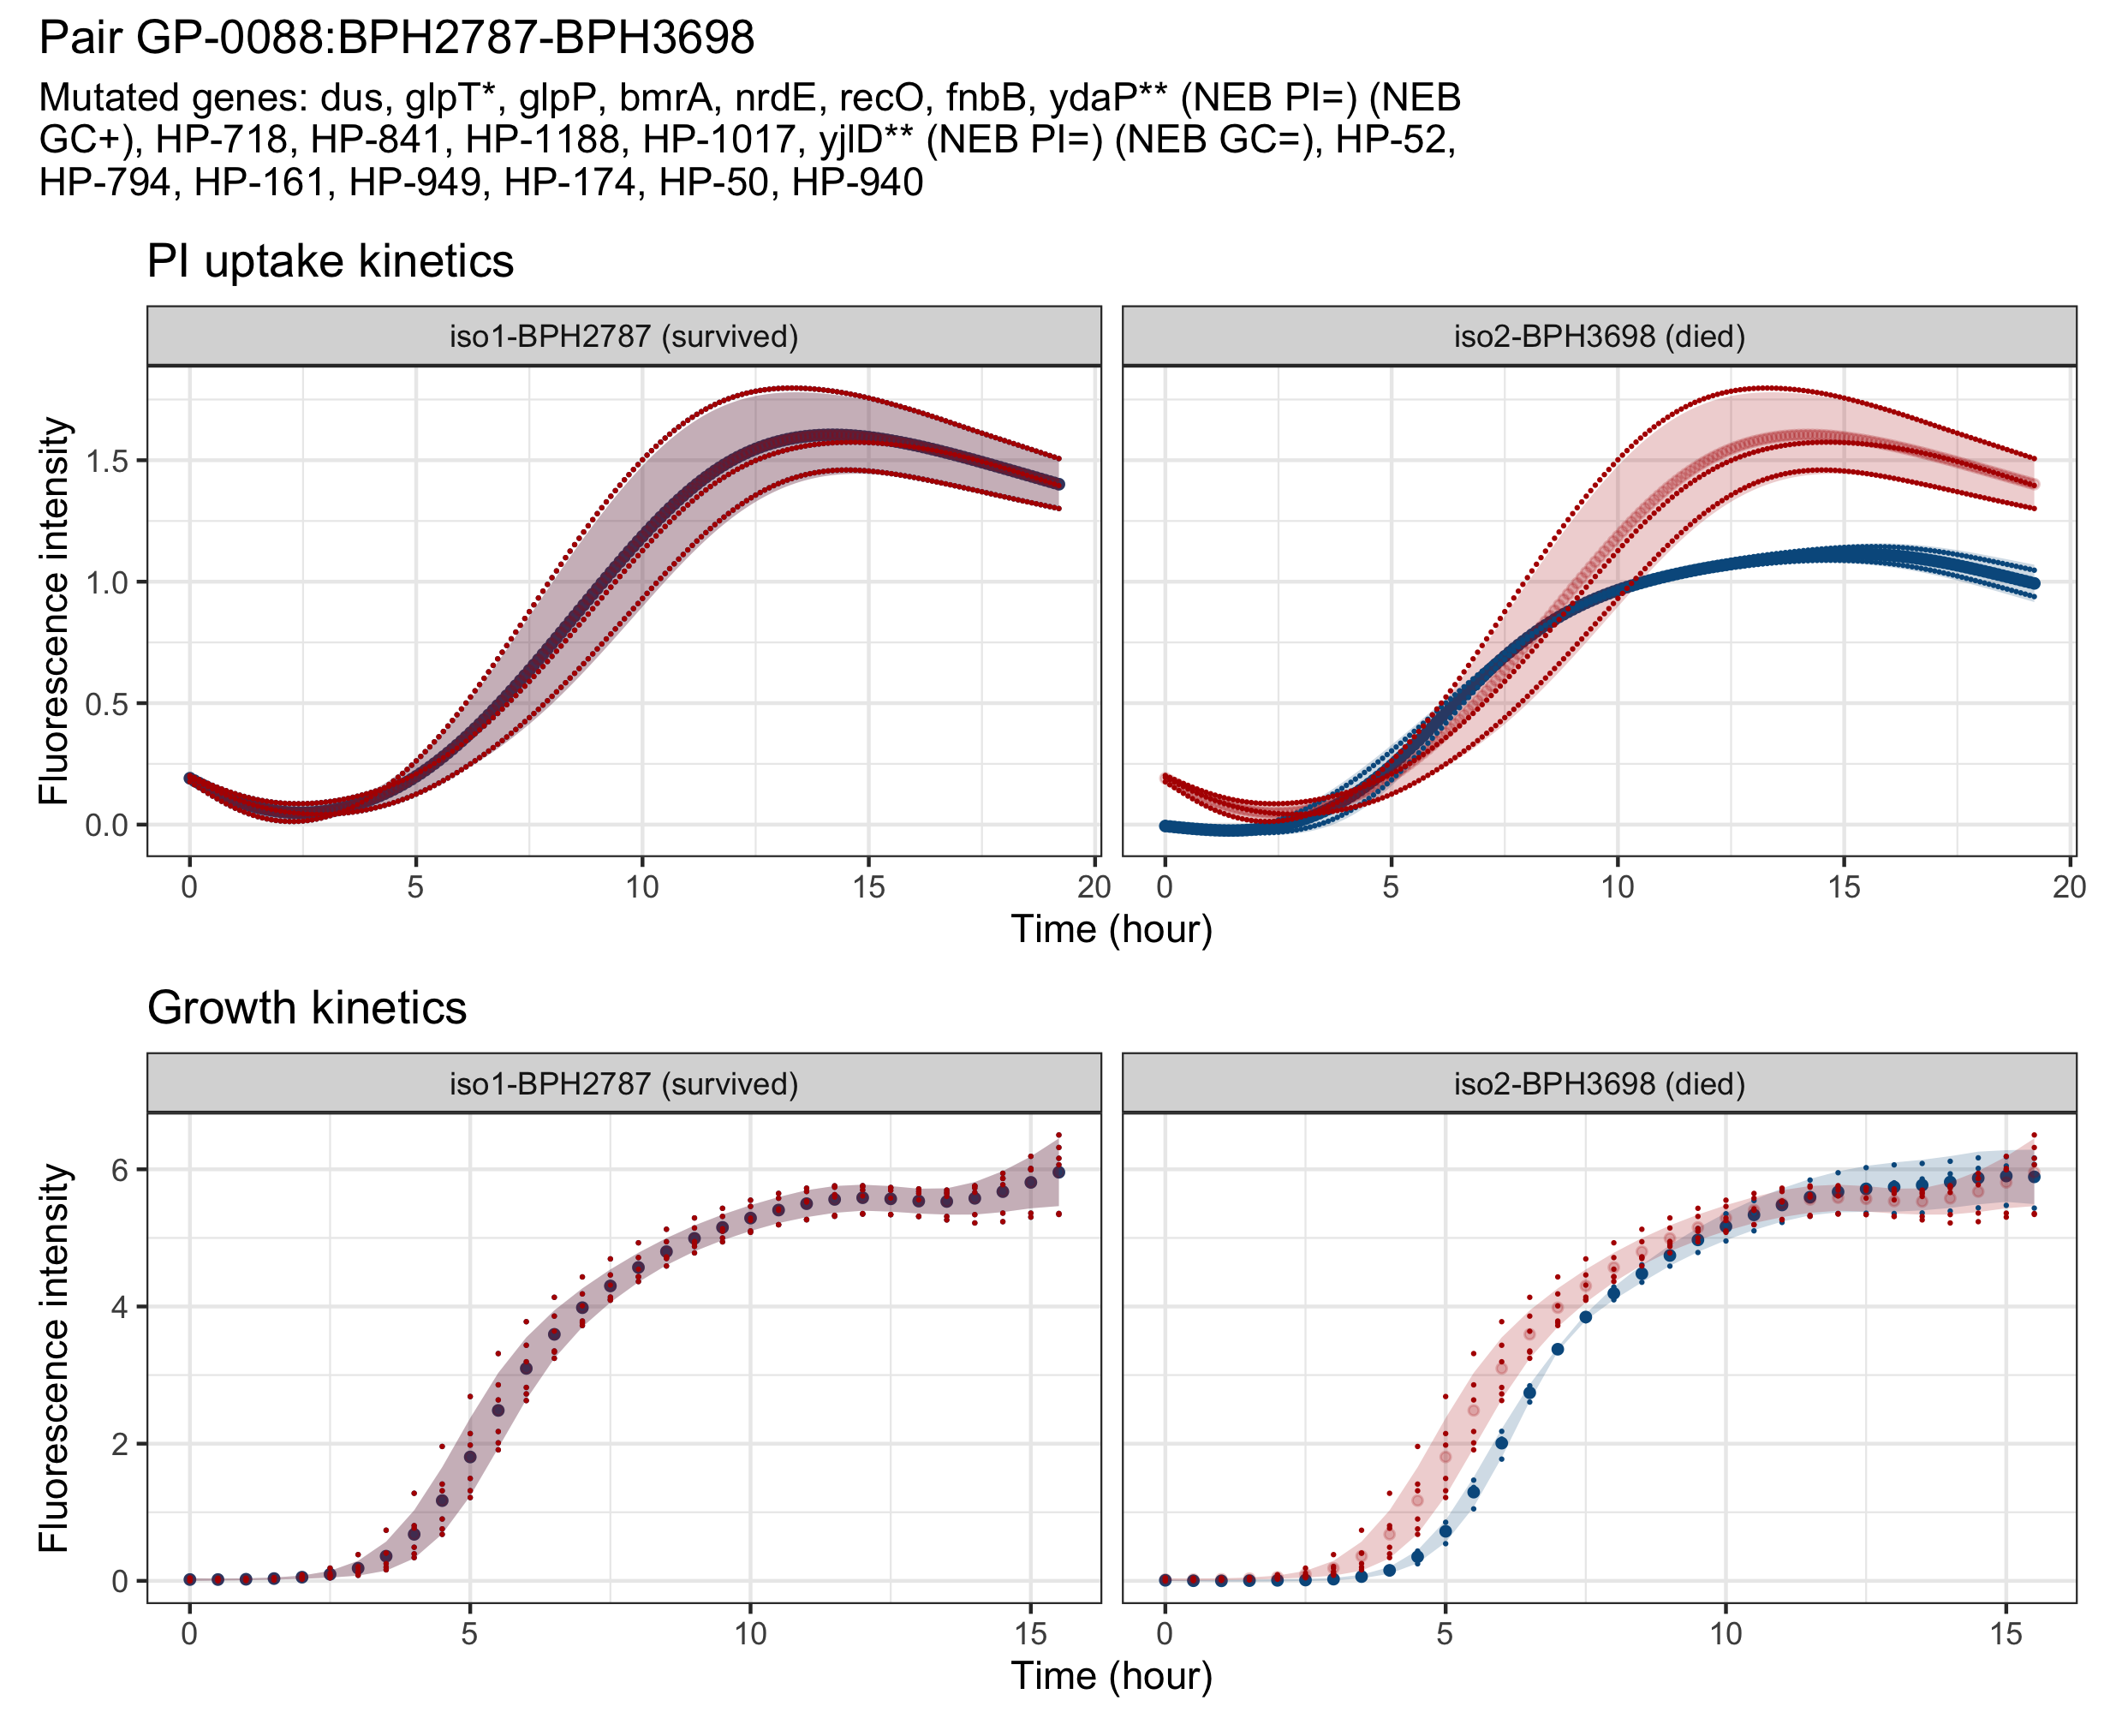 Pair GP-0088:BPH2787-BPH3698
Mutated genes: dus, glpT*, glpP, bmrA, nrdE, recO, fnbB, ydaP** (NEB PI=) (NEB
GC+), HP-718, HP-841, HP-1188, HP-1017, yjlD** (NEB PI=) (NEB GC=), HP-52,
HP-794, HP-161, HP-949, HP-174, HP-50, HP-940
PI uptake kinetics
iso1-BPH2787 (survived)
iso2-BPH3698 (died)
Fluorescence intensity
1.5
1.0
0.5
0.0
0 5 10 15 20
0 5 10 15 20
Time (hour)
Growth kinetics
iso1-BPH2787 (survived)
iso2-BPH3698 (died)
Fluorescence intensity
6
4
2
0
0 5 10 15
0 5 10 15
Time (hour)